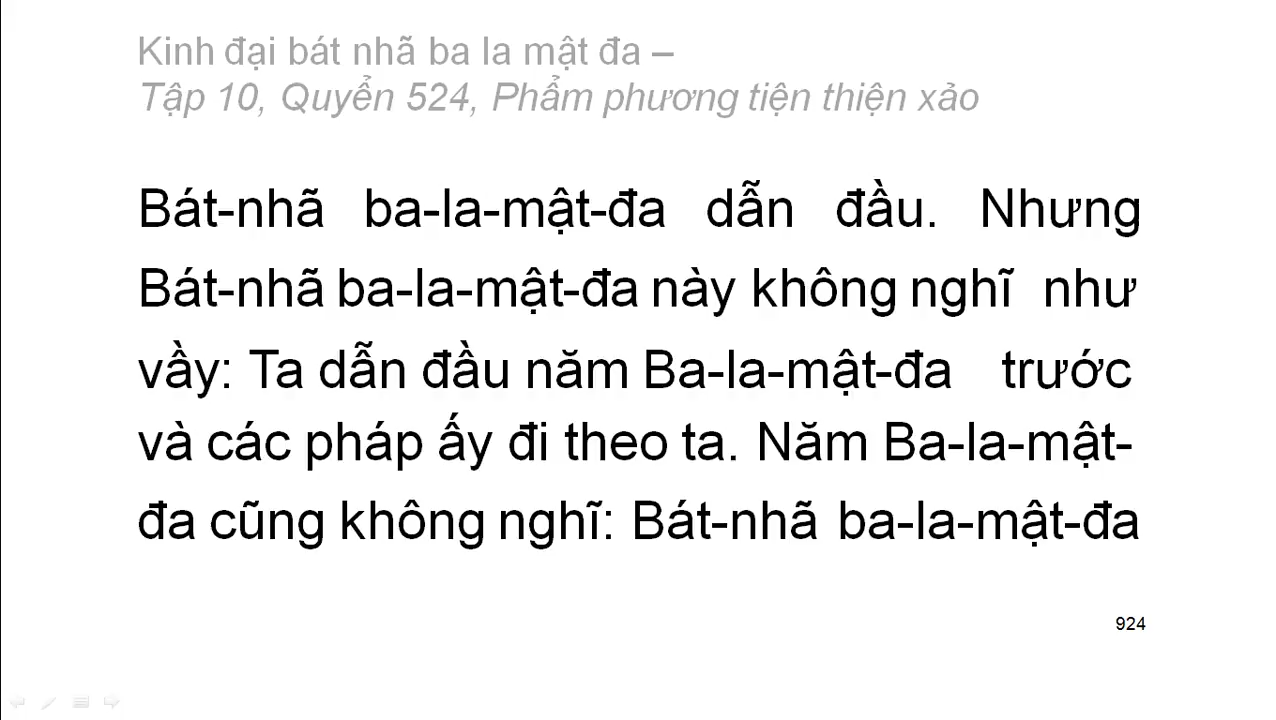 Kinh đại bát nhã ba la mật đa –
Tập 10, Quyển 524, Phẩm phương tiện thiện xảo
Bát-nhã ba-la-mật-đa dẫn đầu. Nhưng
Bát-nhã ba-la-mật-đa này không nghĩ như
vầy: Ta dẫn đầu năm Ba-la-mật-đa trước
và các pháp ấy đi theo ta. Năm Ba-la-mật-
đa cũng không nghĩ: Bát-nhã ba-la-mật-đa
924